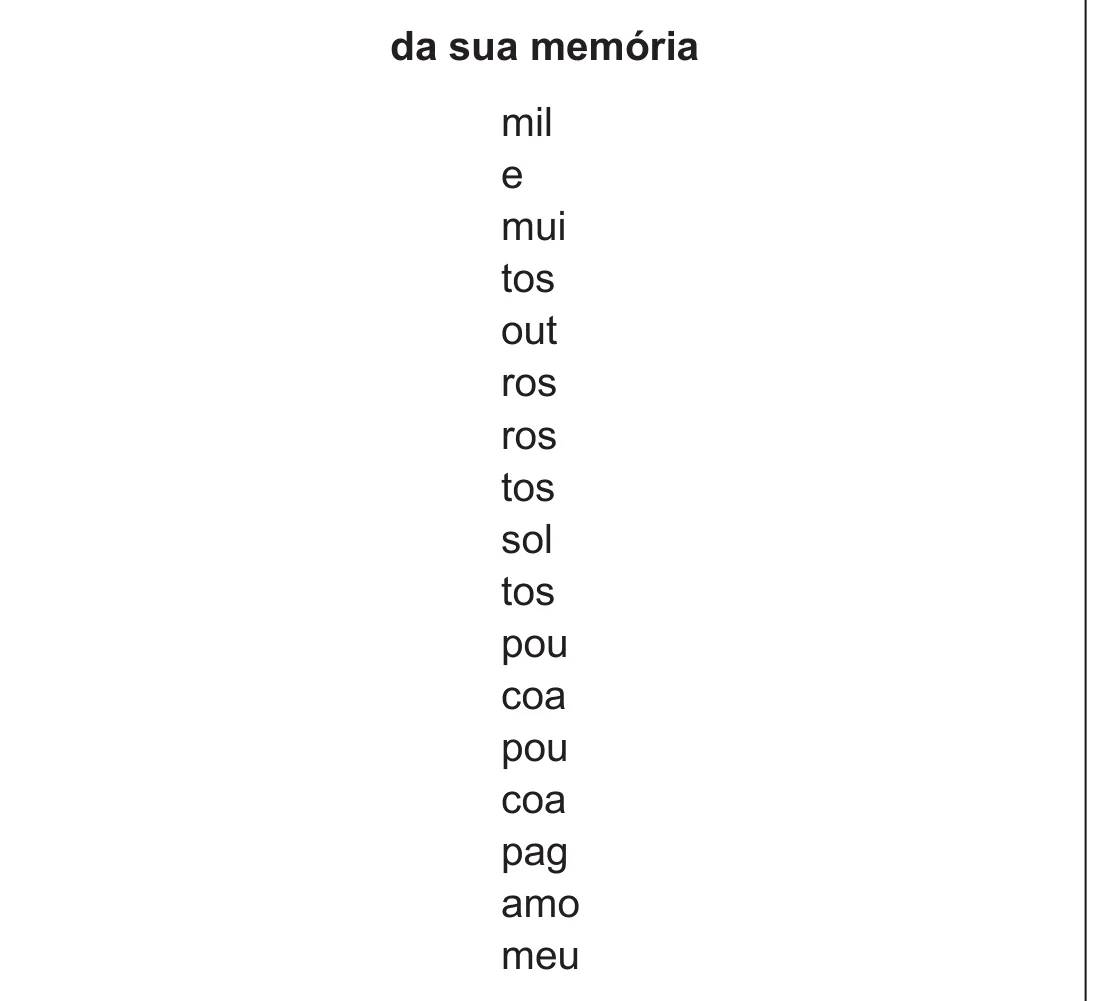 da sua memória
mil
e
mui
tos
out
ros
ros
tos
sol
tos
pou
coa
pou
coa
pag
amo
meu